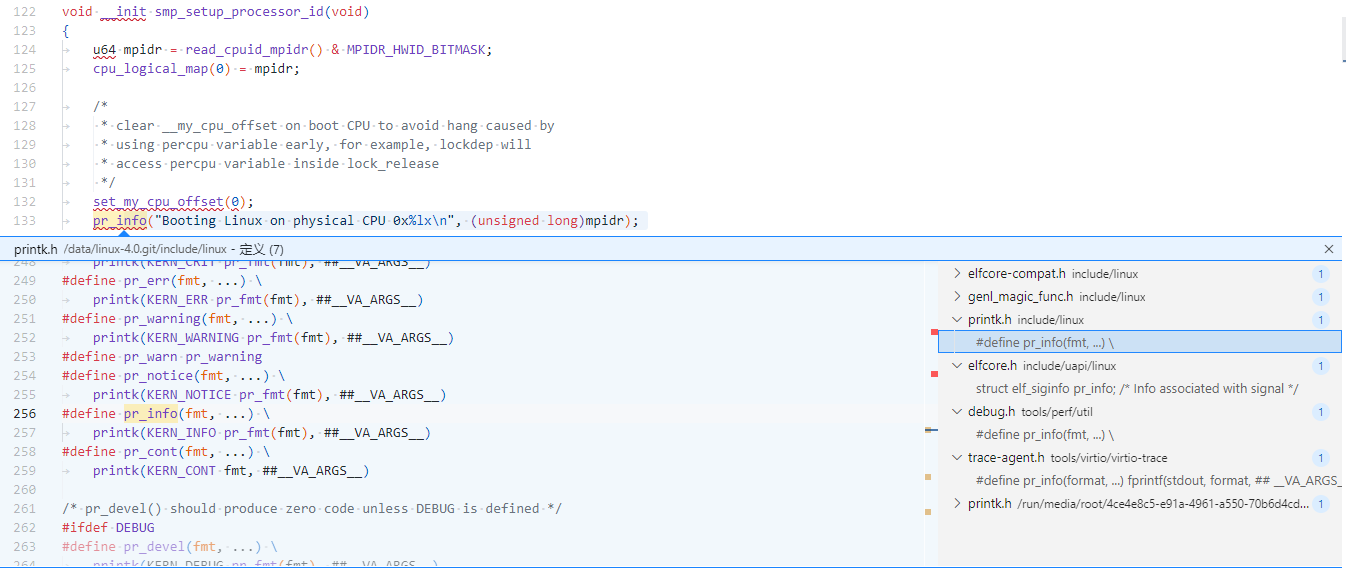 122 void __init smp_setup_processor_id(void)
123 {
124 u64 mpidr = read_cpuid_mpidr() & MPIDR_HWID_BITMASK;
125 cpu_logical_map(0) = mpidr;
126
127 /*
128 * clear __my_cpu_offset on boot CPU to avoid hang caused by
129 * using percpu variable early, for example, lockdep will
130 * access percpu variable inside lock_release
131 */
132 set_my_cpu_offset(0);
133 pr_info("Booting Linux on physical CPU 0x%lx\n", (unsigned long)mpidr);
printk.h /data/linux-4.0.git/include/linux - 定义 (7)
248 printk(KERN_CRIT pr_fmt(fmt), ##__VA_ARGS__)
249 #define pr_err(fmt, ...) \
250 printk(KERN_ERR pr_fmt(fmt), ##__VA_ARGS__)
251 #define pr_warning(fmt, ...) \
252 printk(KERN_WARNING pr_fmt(fmt), ##__VA_ARGS__)
253 #define pr_warn pr_warning
254 #define pr_notice(fmt, ...) \
255 printk(KERN_NOTICE pr_fmt(fmt), ##__VA_ARGS__)
256 #define pr_info(fmt, ...) \
257 printk(KERN_INFO pr_fmt(fmt), ##__VA_ARGS__)
258 #define pr_cont(fmt, ...) \
259 printk(KERN_CONT fmt, ##__VA_ARGS__)
260
261 /* pr_devel() should produce zero code unless DEBUG is defined */
262 #ifdef DEBUG
263 #define pr_devel(fmt, ...) \
264 printk(KERN_DEBUG pr_fmt(fmt), ##__VA_ARGS__)
elfcore-compat.h include/linux 1
genl_magic_func.h include/linux 1
printk.h include/linux 1
#define pr_info(fmt, ...) \
elfcore.h include/uapi/linux 1
struct elf_siginfo pr_info; /* Info associated with signal */
debug.h tools/perf/util 1
#define pr_info(fmt, ...) \
trace-agent.h tools/virtio/virtio-trace 1
#define pr_info(format, ...) fprintf(stdout, format, ## __VA_ARGS_
printk.h /run/media/root/4ce4e8c5-e91a-4961-a550-70b6d4cd... 1